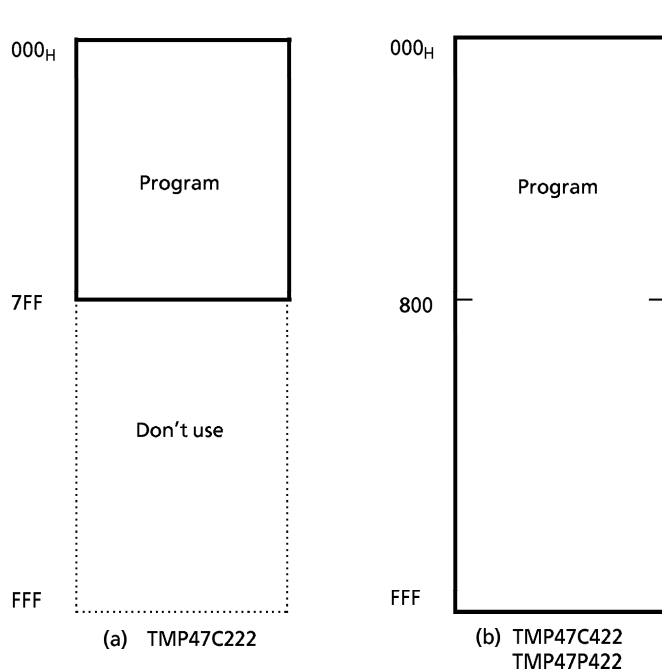 000H
Program
7FF
Don't use
FFF
(a) TMP47C222
000H
Program
800
FFF
(b) TMP47C422
TMP47P422